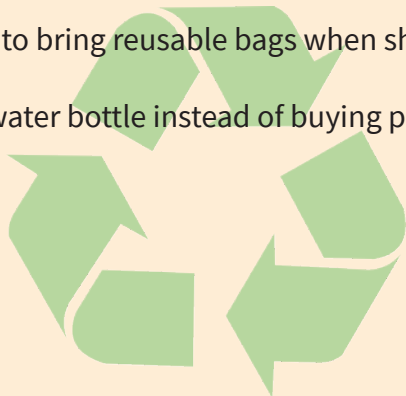 to bring reusable bags when sh
water bottle instead of buying p